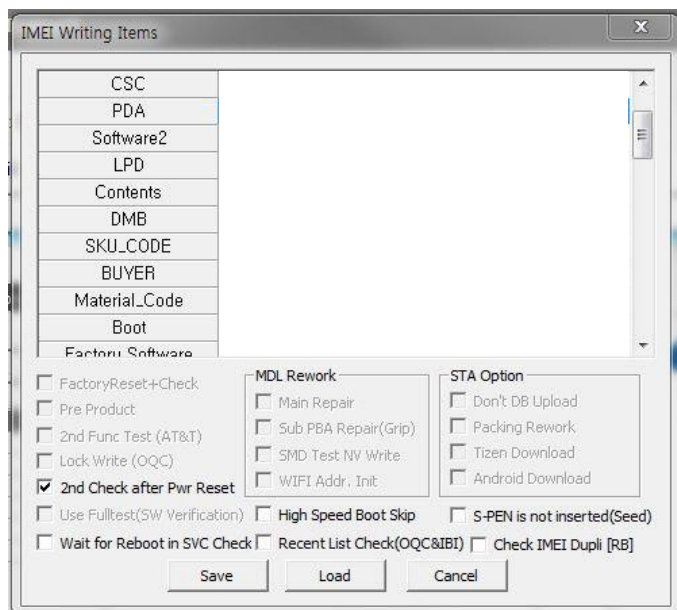 IMEI Writing Items
CSC
PDA
Software2
LPD
Contents
DMB
SKU_CODE
BUYER
Material_Code
Boot
Factory Software
FactoryReset+Check
Pre Product
2nd Func Test (AT&T)
Lock Write (OQC)
2nd Check after Pwr Reset
Use Fulltest(SW Verification)
Wait for Reboot in SVC Check
MDL Rework
Main Repair
Sub PBA Repair(Grip)
SMD Test NV Write
WIFI Addr. Init
High Speed Boot Skip
Recent List Check(OQC&IBI)
STA Option
Don't DB Upload
Packing Rework
Tizen Download
Android Download
S-PEN is not inserted(Seed)
Check IMEI Dupli [RB]
Save
Load
Cancel